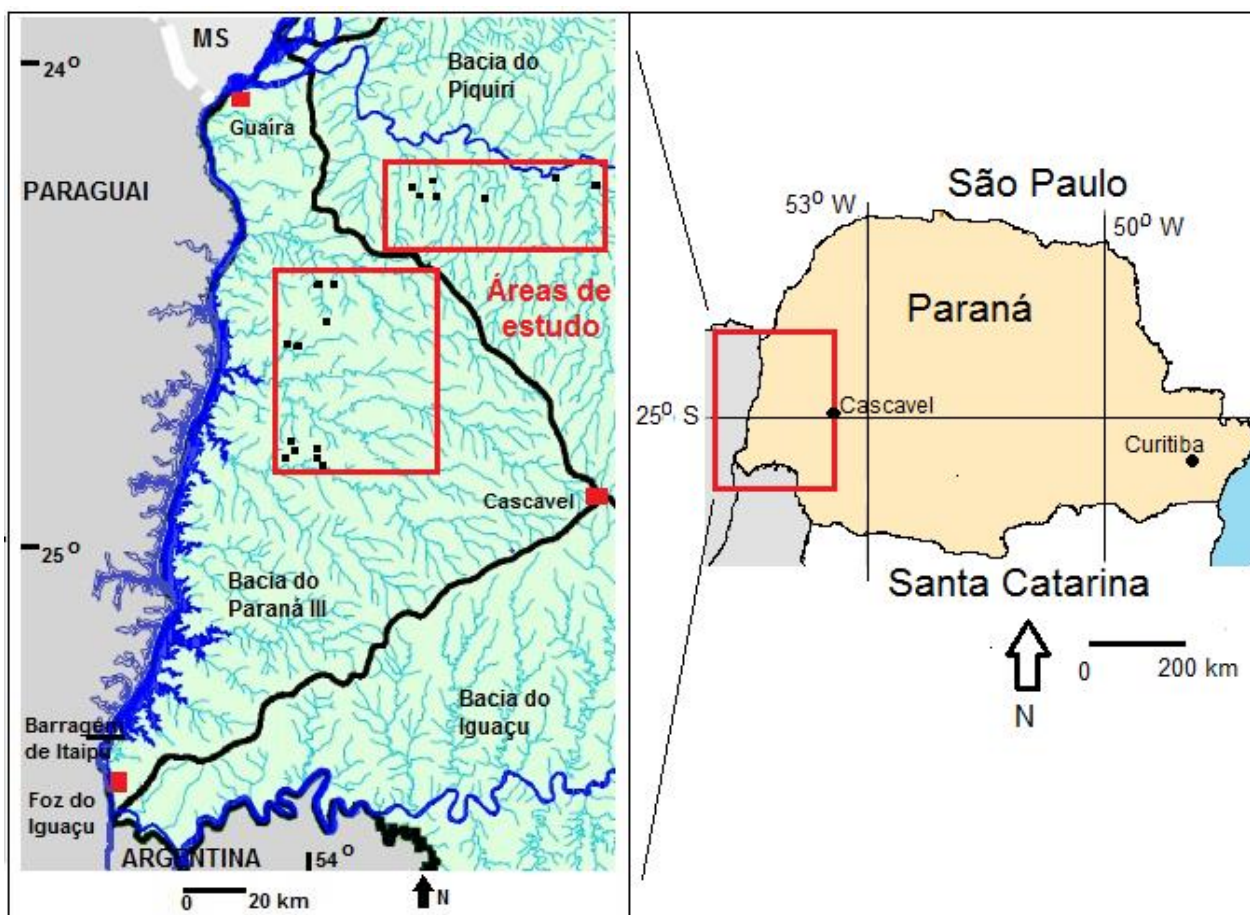 MS
24°
Bacia do
Piquiri
Guaíra
PARAGUAI
Áreas de
estudo
Cascavel
25°
Bacia do
Paraná III
Bacia do
Iguaçu
Barragem
de Itaipu
Foz do
Iguaçu
ARGENTINA
54°
0 20 km
N
São Paulo
53° W
50° W
Paraná
25° S
Cascavel
Curitiba
Santa Catarina
0 200 km
N